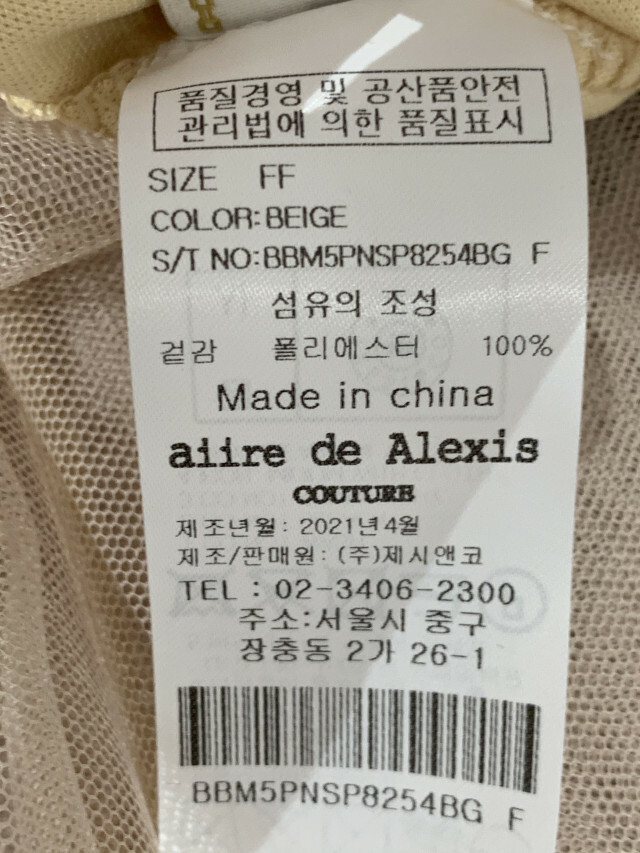 품질경영 및 공산품안전
관리법에 의한 품질표시
SIZE FF
COLOR:BEIGE
S/T NO:BBM5PNSP8254BG F
섬유의 조성
겉감 폴리에스터 100%
Made in china
aiire de Alexis
COUTURE
제조년월: 2021년4월
제조/판매원: (주)제시앤코
TEL : 02-3406-2300
주소:서울시 중구
장충동 2가 26-1
BBM5PNSP8254BG F